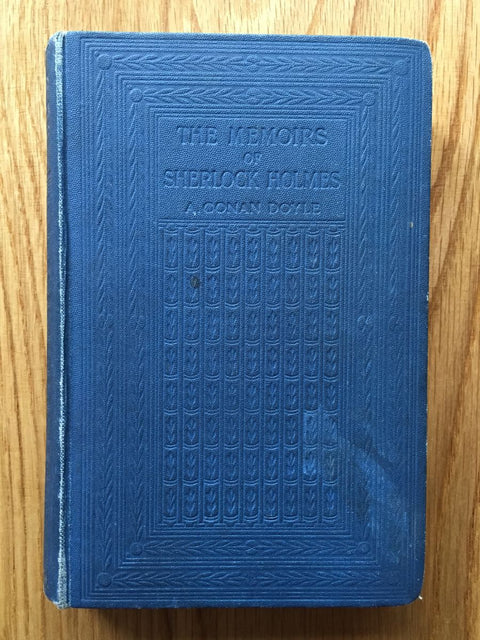 THE MEMOIRS
OF
SHERLOCK HOLMES
A. CONAN DOYLE